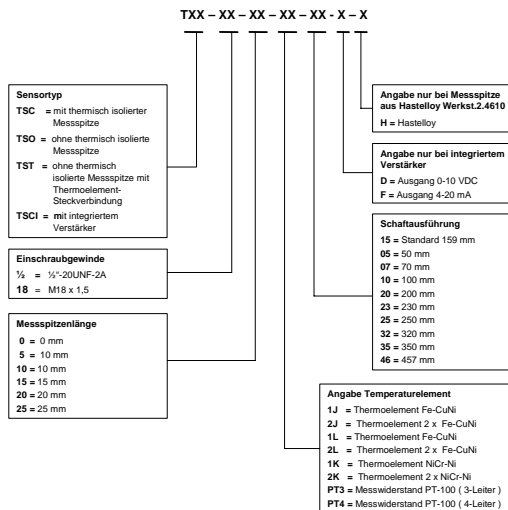 TXX – XX – XX – XX – XX - X – X
Sensortyp
TSC = mit thermisch isolierter
Messspitze
TSO = ohne thermisch isolierte
Messspitze
TST = ohne thermisch
isolierte Messspitze mit
Thermoelement-
Steckverbindung
TSCI = mit integriertem
Verstärker
Einschraubgewinde
½ = ½"-20UNF-2A
18 = M18 x 1,5
Messspitzenlänge
0 = 0 mm
5 = 10 mm
10 = 10 mm
15 = 15 mm
20 = 20 mm
25 = 25 mm
Angabe nur bei Messspitze
aus Hastelloy Werkst.2.4610
H = Hastelloy
Angabe nur bei integriertem
Verstärker
D = Ausgang 0-10 VDC
F = Ausgang 4-20 mA
Schaftausführung
15 = Standard 159 mm
05 = 50 mm
07 = 70 mm
10 = 100 mm
20 = 200 mm
23 = 230 mm
25 = 250 mm
32 = 320 mm
35 = 350 mm
46 = 457 mm
Angabe Temperaturelement
1J = Thermoelement Fe-CuNi
2J = Thermoelement 2 x Fe-CuNi
1L = Thermoelement Fe-CuNi
2L = Thermoelement 2 x Fe-CuNi
1K = Thermoelement NiCr-Ni
2K = Thermoelement 2 x NiCr-Ni
PT3 = Messwiderstand PT-100 ( 3-Leiter )
PT4 = Messwiderstand PT-100 ( 4-Leiter )